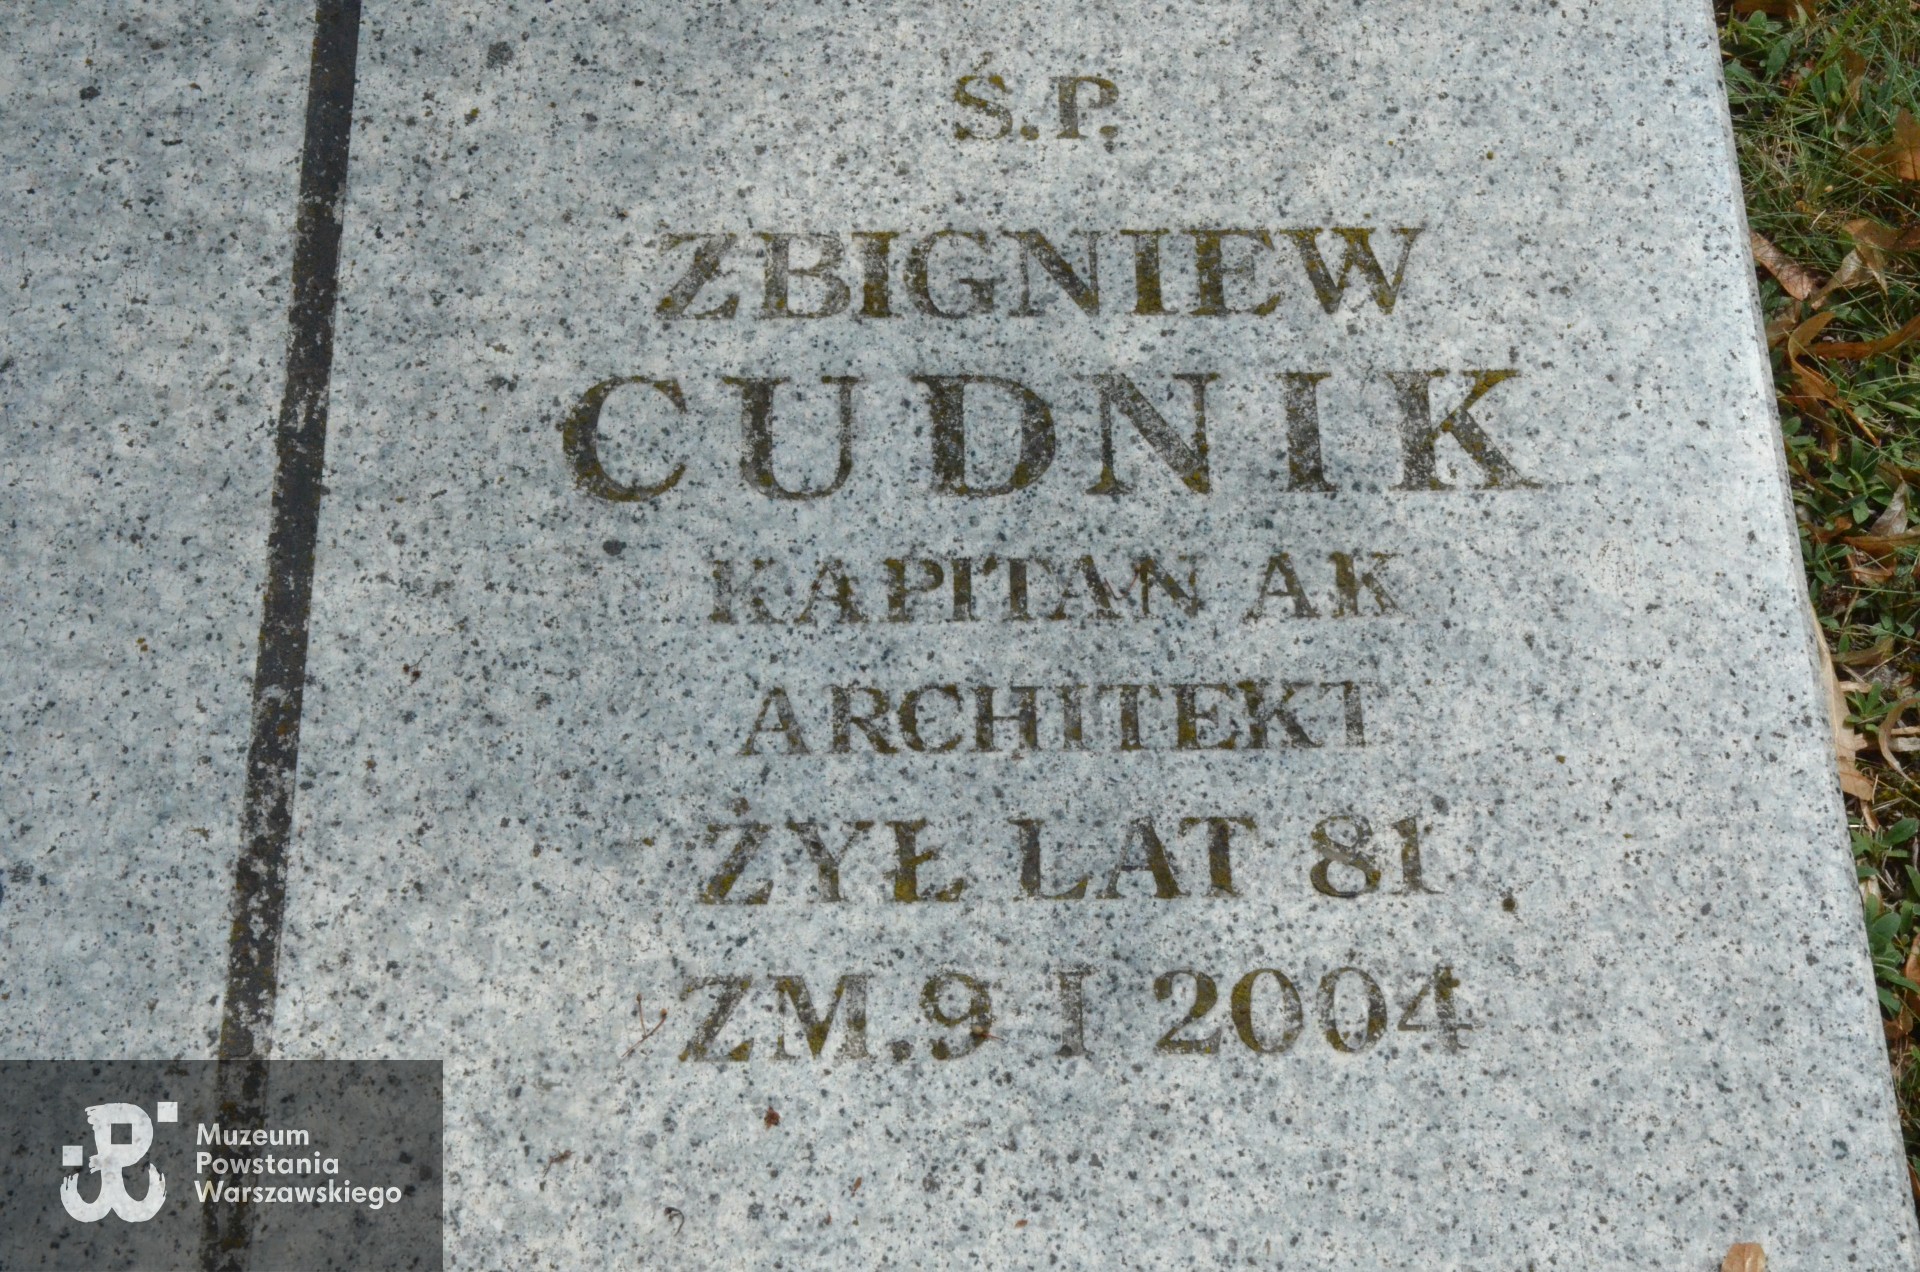 Ś.P.
ZBIGNIEW
CUDNIK
KAPITAN AK
ARCHITEKT
ŻYŁ LAT 81
ZM. 9 I 2004
Muzeum
Powstania
Warszawskiego